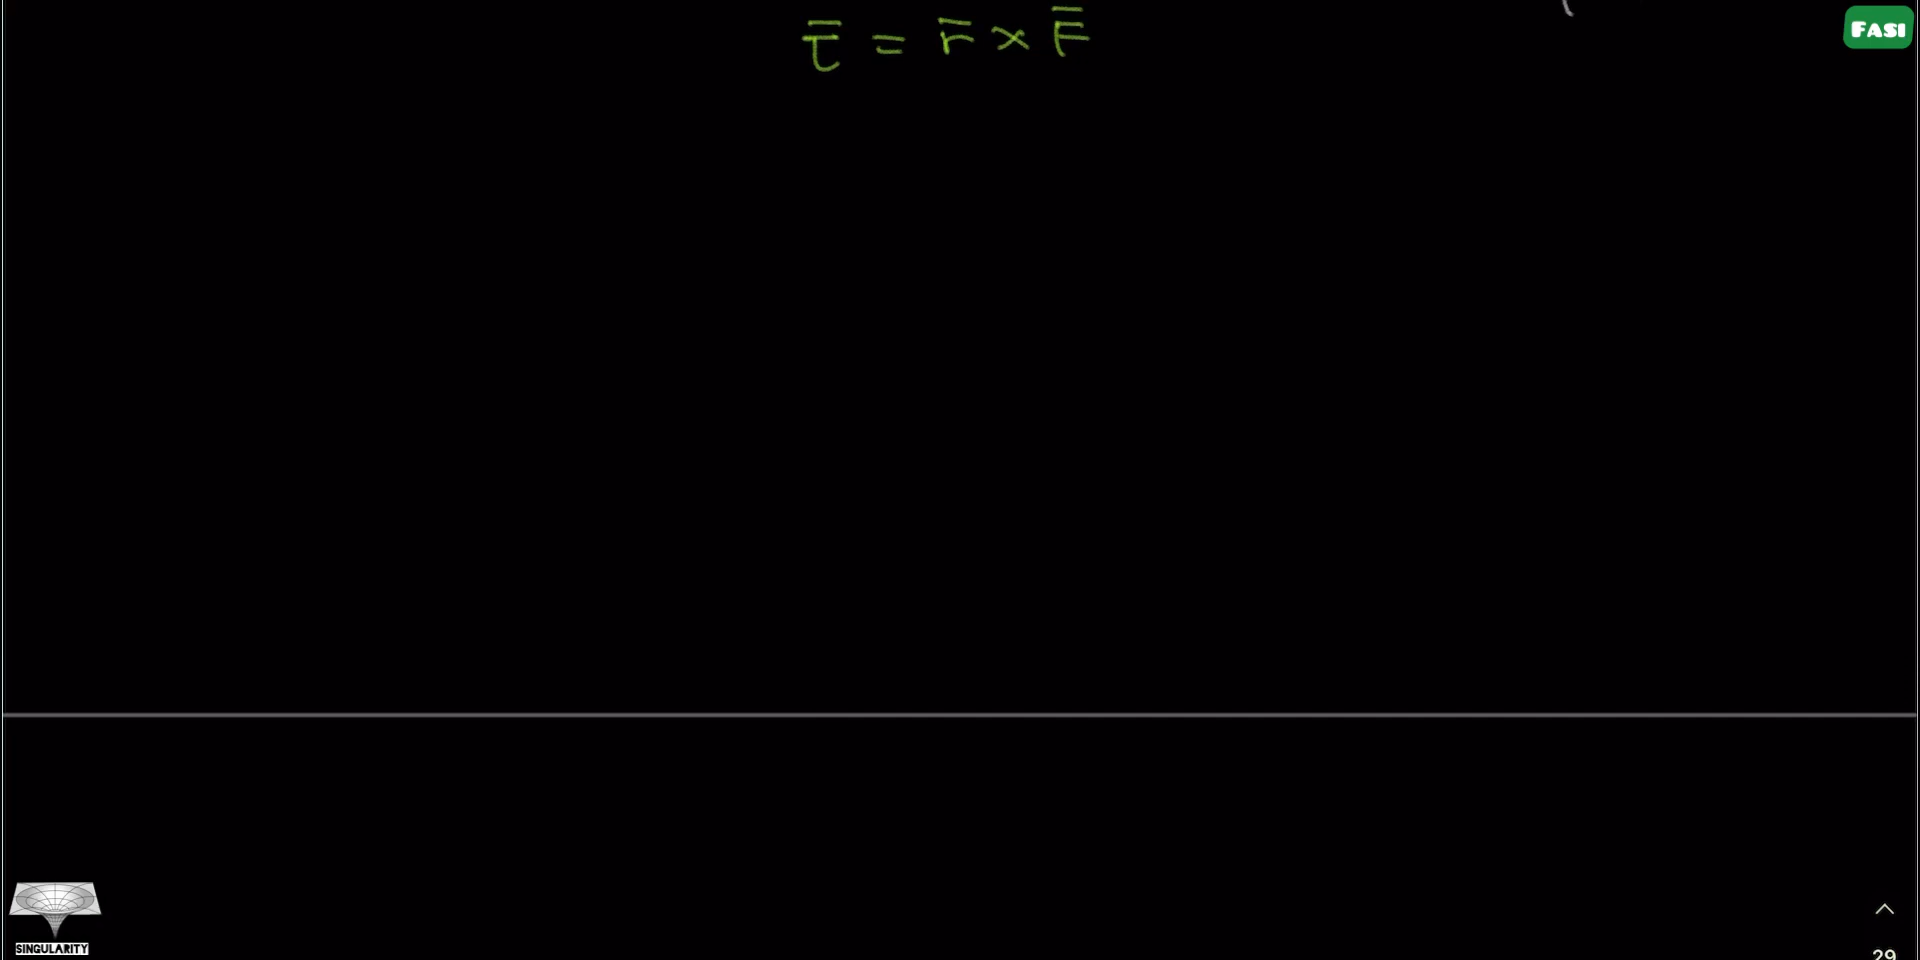 τ̄ = r̄ × F̄
FASI
SINGULARITY
29